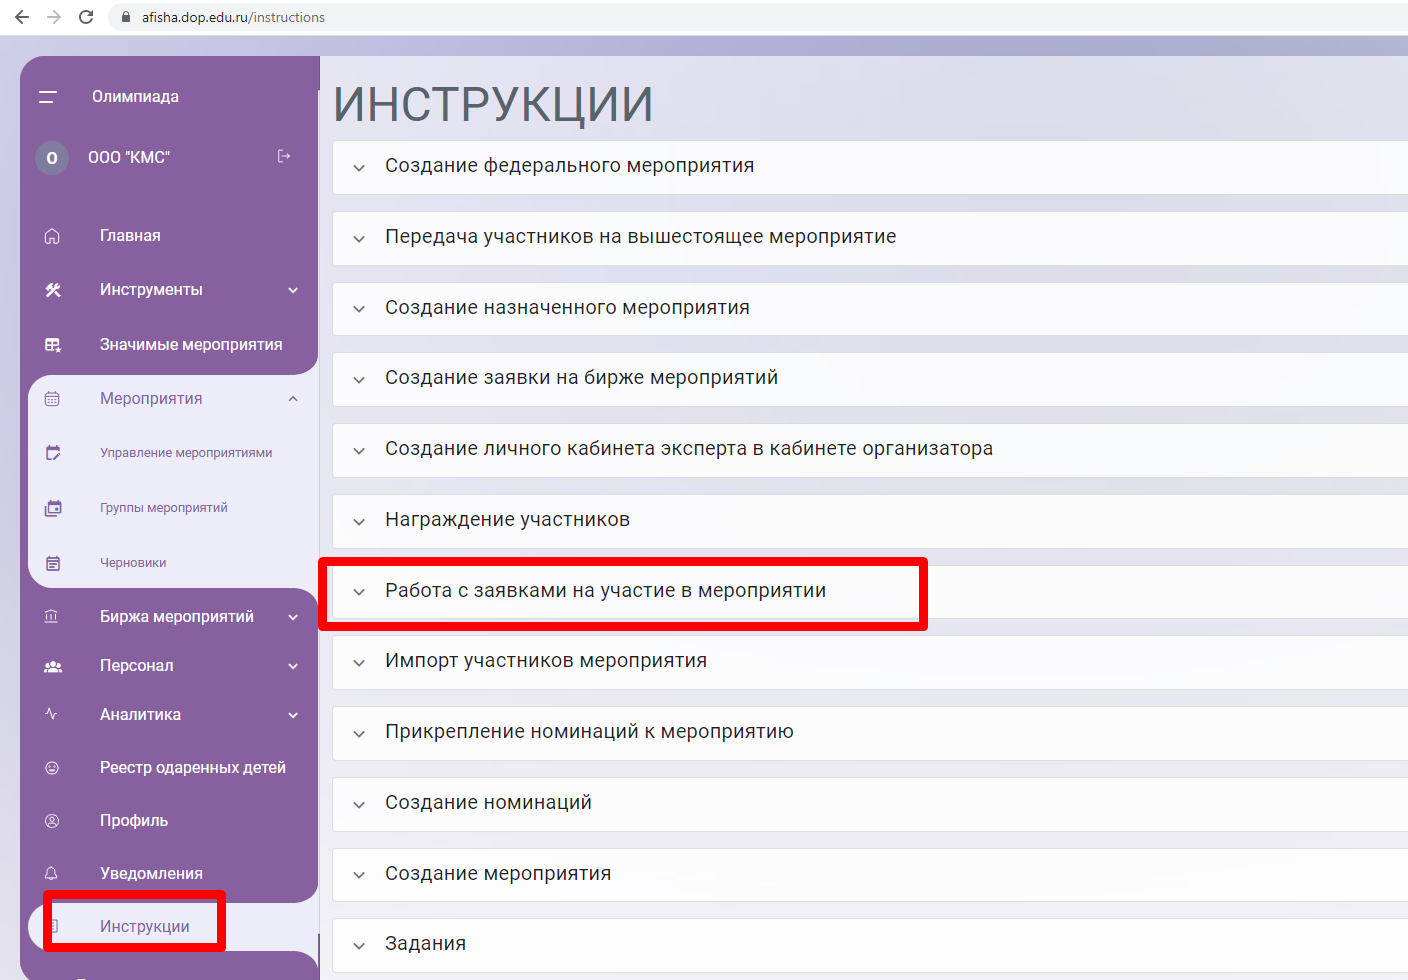 afisha.dop.edu.ru/instructions
Олимпиада
О
ООО "КМС"
Главная
Инструменты
Значимые мероприятия
Мероприятия
Управление мероприятиями
Группы мероприятий
Черновики
Биржа мероприятий
Персонал
Аналитика
Реестр одаренных детей
Профиль
Уведомления
Инструкции
ИНСТРУКЦИИ
Создание федерального мероприятия
Передача участников на вышестоящее мероприятие
Создание назначенного мероприятия
Создание заявки на бирже мероприятий
Создание личного кабинета эксперта в кабинете организатора
Награждение участников
Работа с заявками на участие в мероприятии
Импорт участников мероприятия
Прикрепление номинаций к мероприятию
Создание номинаций
Создание мероприятия
Задания